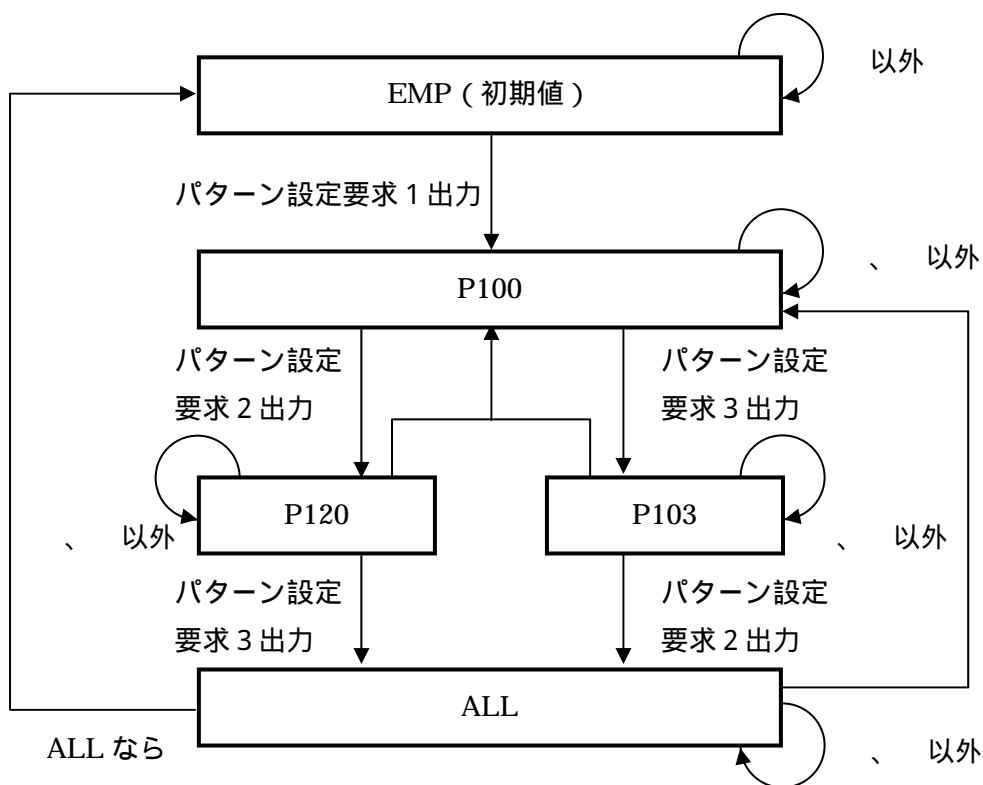 以外
EMP ( 初期値 )
パターン設定要求 1 出力
、 以外
P100
パターン設定
要求 2 出力
パターン設定
要求 3 出力
P120
P103
、 以外
、 以外
パターン設定
要求 3 出力
パターン設定
要求 2 出力
ALL
ALL なら
、 以外